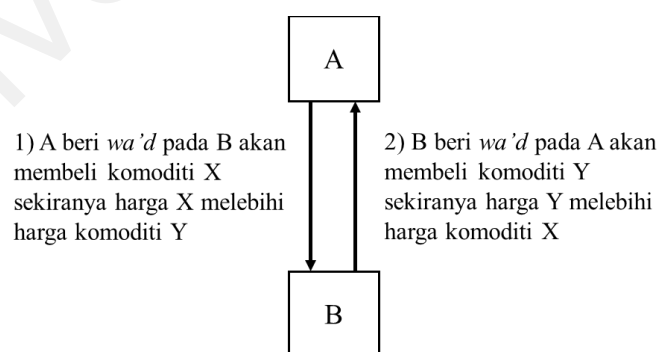 A
1) A beri wa’d pada B akan
membeli komoditi X
sekiranya harga X melebihi
harga komoditi Y
2) B beri wa’d pada A akan
membeli komoditi Y
sekiranya harga Y melebihi
harga komoditi X
B